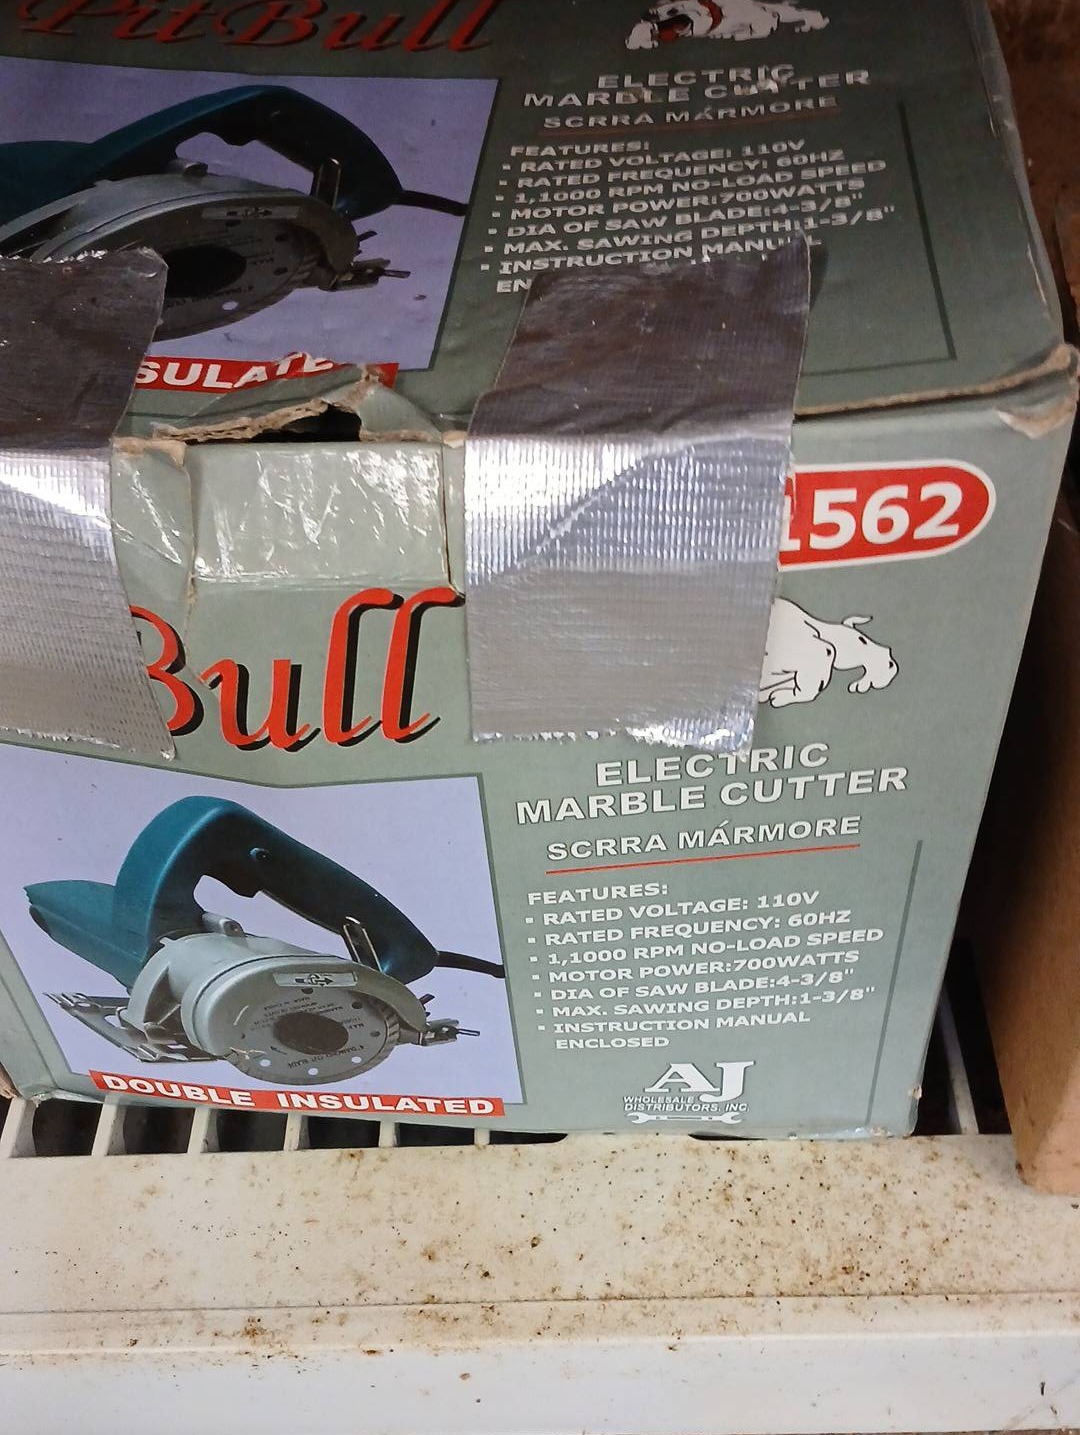 PitBull
ELECTRIC
MARBLE CUTTER
SCRRA MÁRMORE
FEATURES:
▪ RATED VOLTAGE: 110V
▪ RATED FREQUENCY: 60HZ
▪ 1,1000 RPM NO-LOAD SPEED
▪ MOTOR POWER:700WATTS
▪ DIA OF SAW BLADE:4-3/8"
▪ MAX. SAWING DEPTH:1-3/8"
▪ INSTRUCTION MANUAL
EN
SULATE
1562
Bull
ELECTRIC
MARBLE CUTTER
SCRRA MÁRMORE
FEATURES:
▪ RATED VOLTAGE: 110V
▪ RATED FREQUENCY: 60HZ
▪ 1,1000 RPM NO-LOAD SPEED
▪ MOTOR POWER:700WATTS
▪ DIA OF SAW BLADE:4-3/8"
▪ MAX. SAWING DEPTH:1-3/8"
▪ INSTRUCTION MANUAL
ENCLOSED
DOUBLE INSULATED
AJ
WHOLESALE
DISTRIBUTORS, INC.